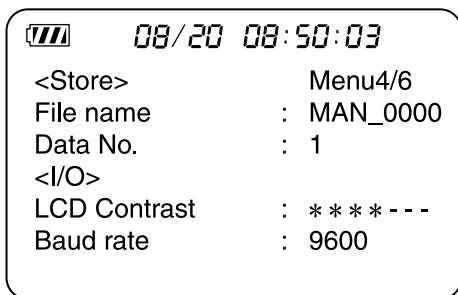 08/20 08:50:03
<Store> Menu4/6
File name : MAN_0000
Data No. : 1
<I/O>
LCD Contrast : ****---
Baud rate : 9600